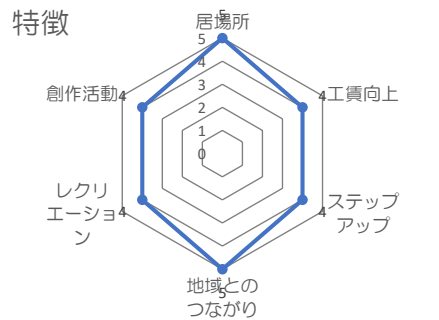 特徴
5
居場所
5
4
3
2
1
0
創作活動
4
4
工賃向上
レクリ
エーショ
ン
4
4
ステップ
アップ
地域との
つながり
5